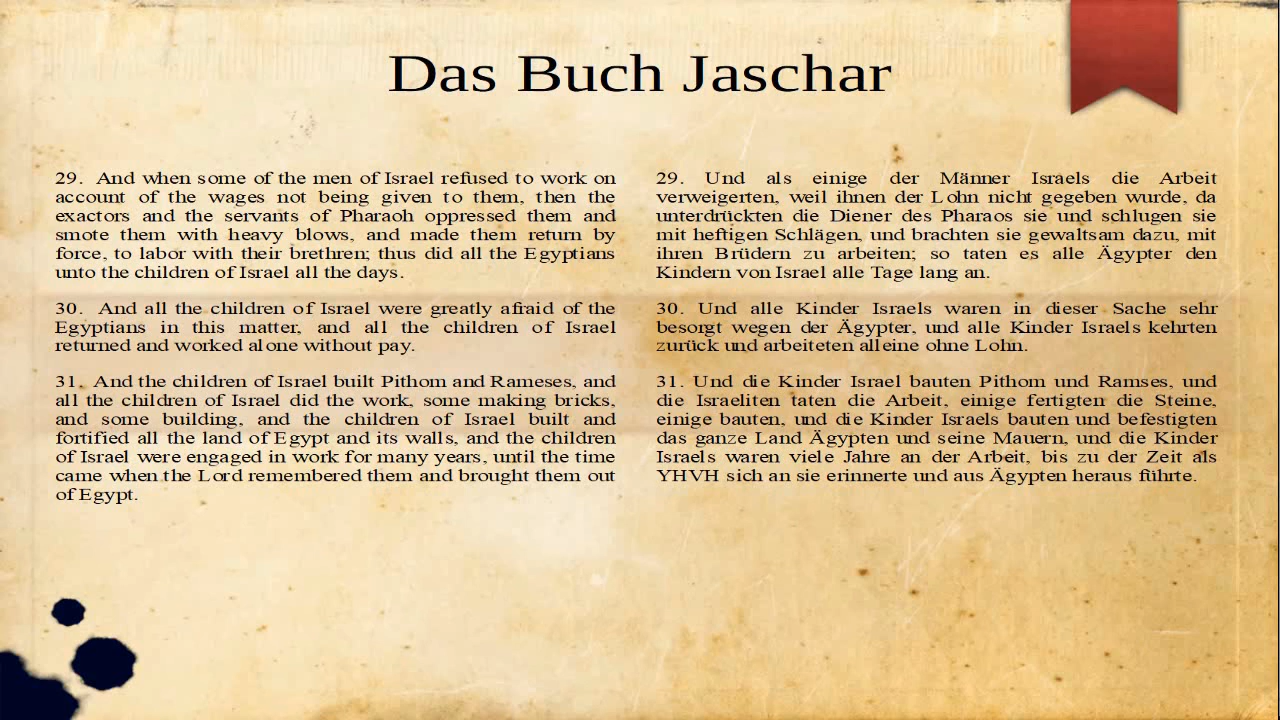 Das Buch Jaschar
29. And when some of the men of Israel refused to work on
account of the wages not being given to them, then the
exactors and the servants of Pharaoh oppressed them and
smote them with heavy blows, and made them return by
force, to labor with their brethren; thus did all the Egyptians
unto the children of Israel all the days.
30. And all the children of Israel were greatly afraid of the
Egyptians in this matter, and all the children of Israel
returned and worked alone without pay.
31. And the children of Israel built Pithom and Rameses, and
all the children of Israel did the work, some making bricks,
and some building, and the children of Israel built and
fortified all the land of Egypt and its walls, and the children
of Israel were engaged in work for many years, until the time
came when the Lord remembered them and brought them out
of Egypt.
29. Und als einige der Männer Israels die Arbeit
verweigerten, weil ihnen der Lohn nicht gegeben wurde, da
unterdrückten die Diener des Pharaos sie und schlugen sie
mit heftigen Schlägen, und brachten sie gewaltsam dazu, mit
ihren Brüdern zu arbeiten; so taten es alle Ägypter den
Kindern von Israel alle Tage lang an.
30. Und alle Kinder Israels waren in dieser Sache sehr
besorgt wegen der Ägypter, und alle Kinder Israels kehrten
zurück und arbeiteten alleine ohne Lohn.
31. Und die Kinder Israel bauten Pithom und Ramses, und
die Israeliten taten die Arbeit, einige fertigten die Steine,
einige bauten, und die Kinder Israels bauten und befestigten
das ganze Land Ägypten und seine Mauern, und die Kinder
Israels waren viele Jahre an der Arbeit, bis zu der Zeit als
YHVH sich an sie erinnerte und aus Ägypten heraus führte.